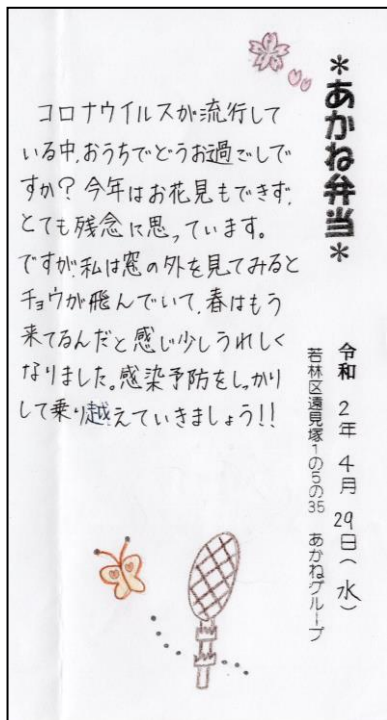 ＊あかね弁当＊
令和 2年 4月 29日(水)
若林区遠見塚1の5の35 あかねグループ
コロナウイルスが流行して
いる中、おうちでどうお過ごしで
すか？今年はお花見もできず、
とても残念に思っています。
ですが、私は窓の外を見てみると
チョウが飛んでいて、春はもう
来てるんだと感じ少しうれしく
なりました。感染予防をしっかり
して乗り越えていきましょう!!